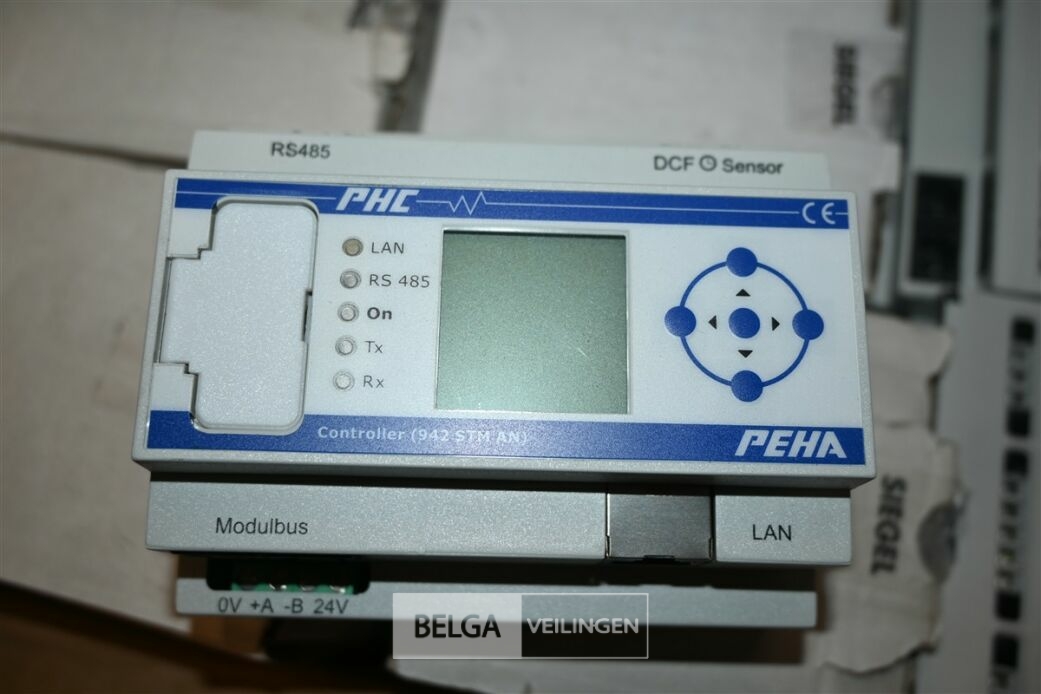 SIEGEL
RS485
DCF Sensor
PHC
CE
LAN
RS 485
On
Tx
Rx
Controller (942 STM AN)
PEHA
Modulbus
LAN
SIEGEL
0V +A -B 24V
BELGA VEILINGEN